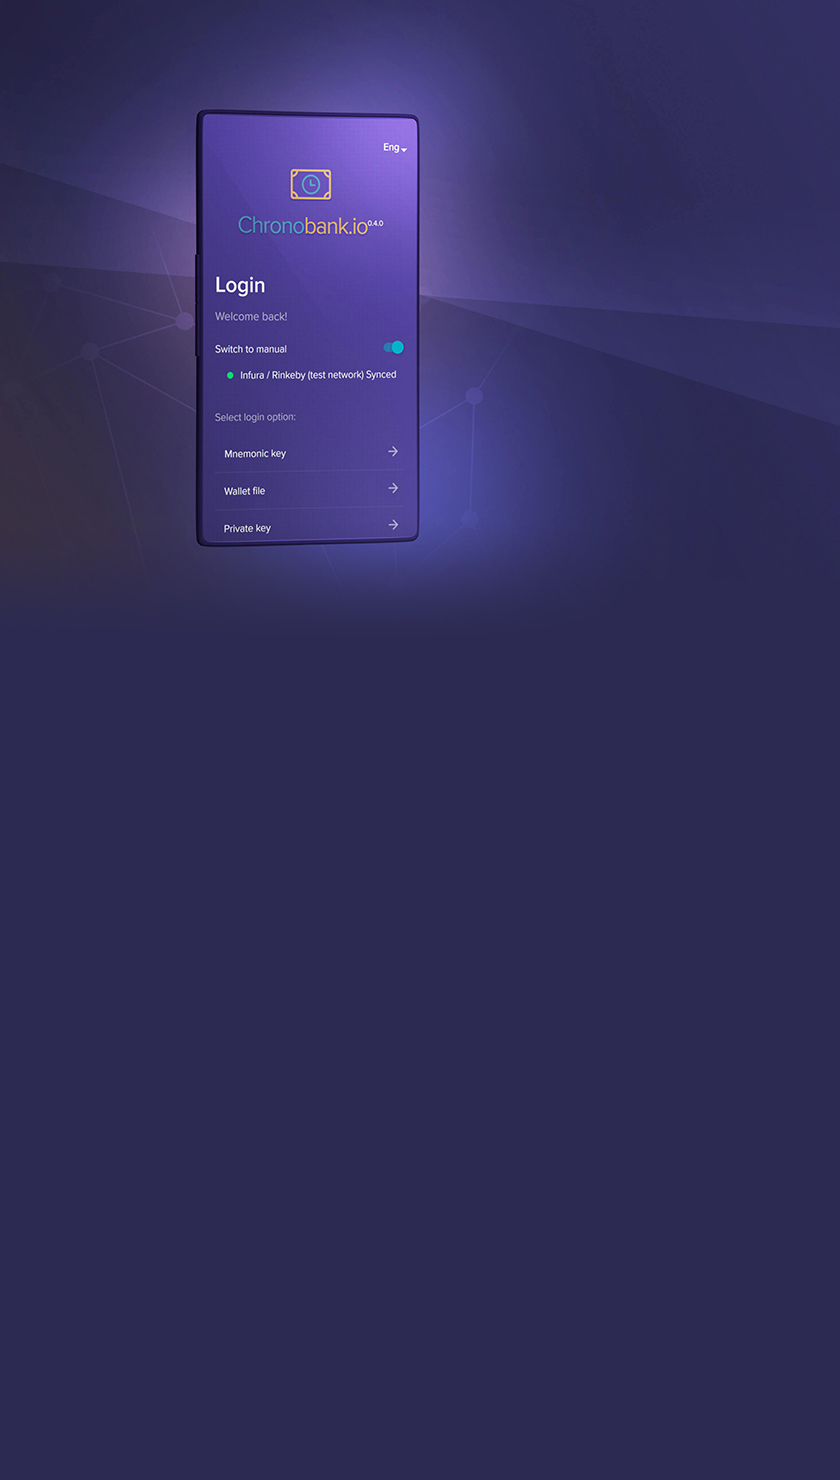 Eng
Chronobank.io 0.4.0
Login
Welcome back!
Switch to manual
Infura / Rinkeby (test network) Synced
Select login option:
Mnemonic key
Wallet file
Private key